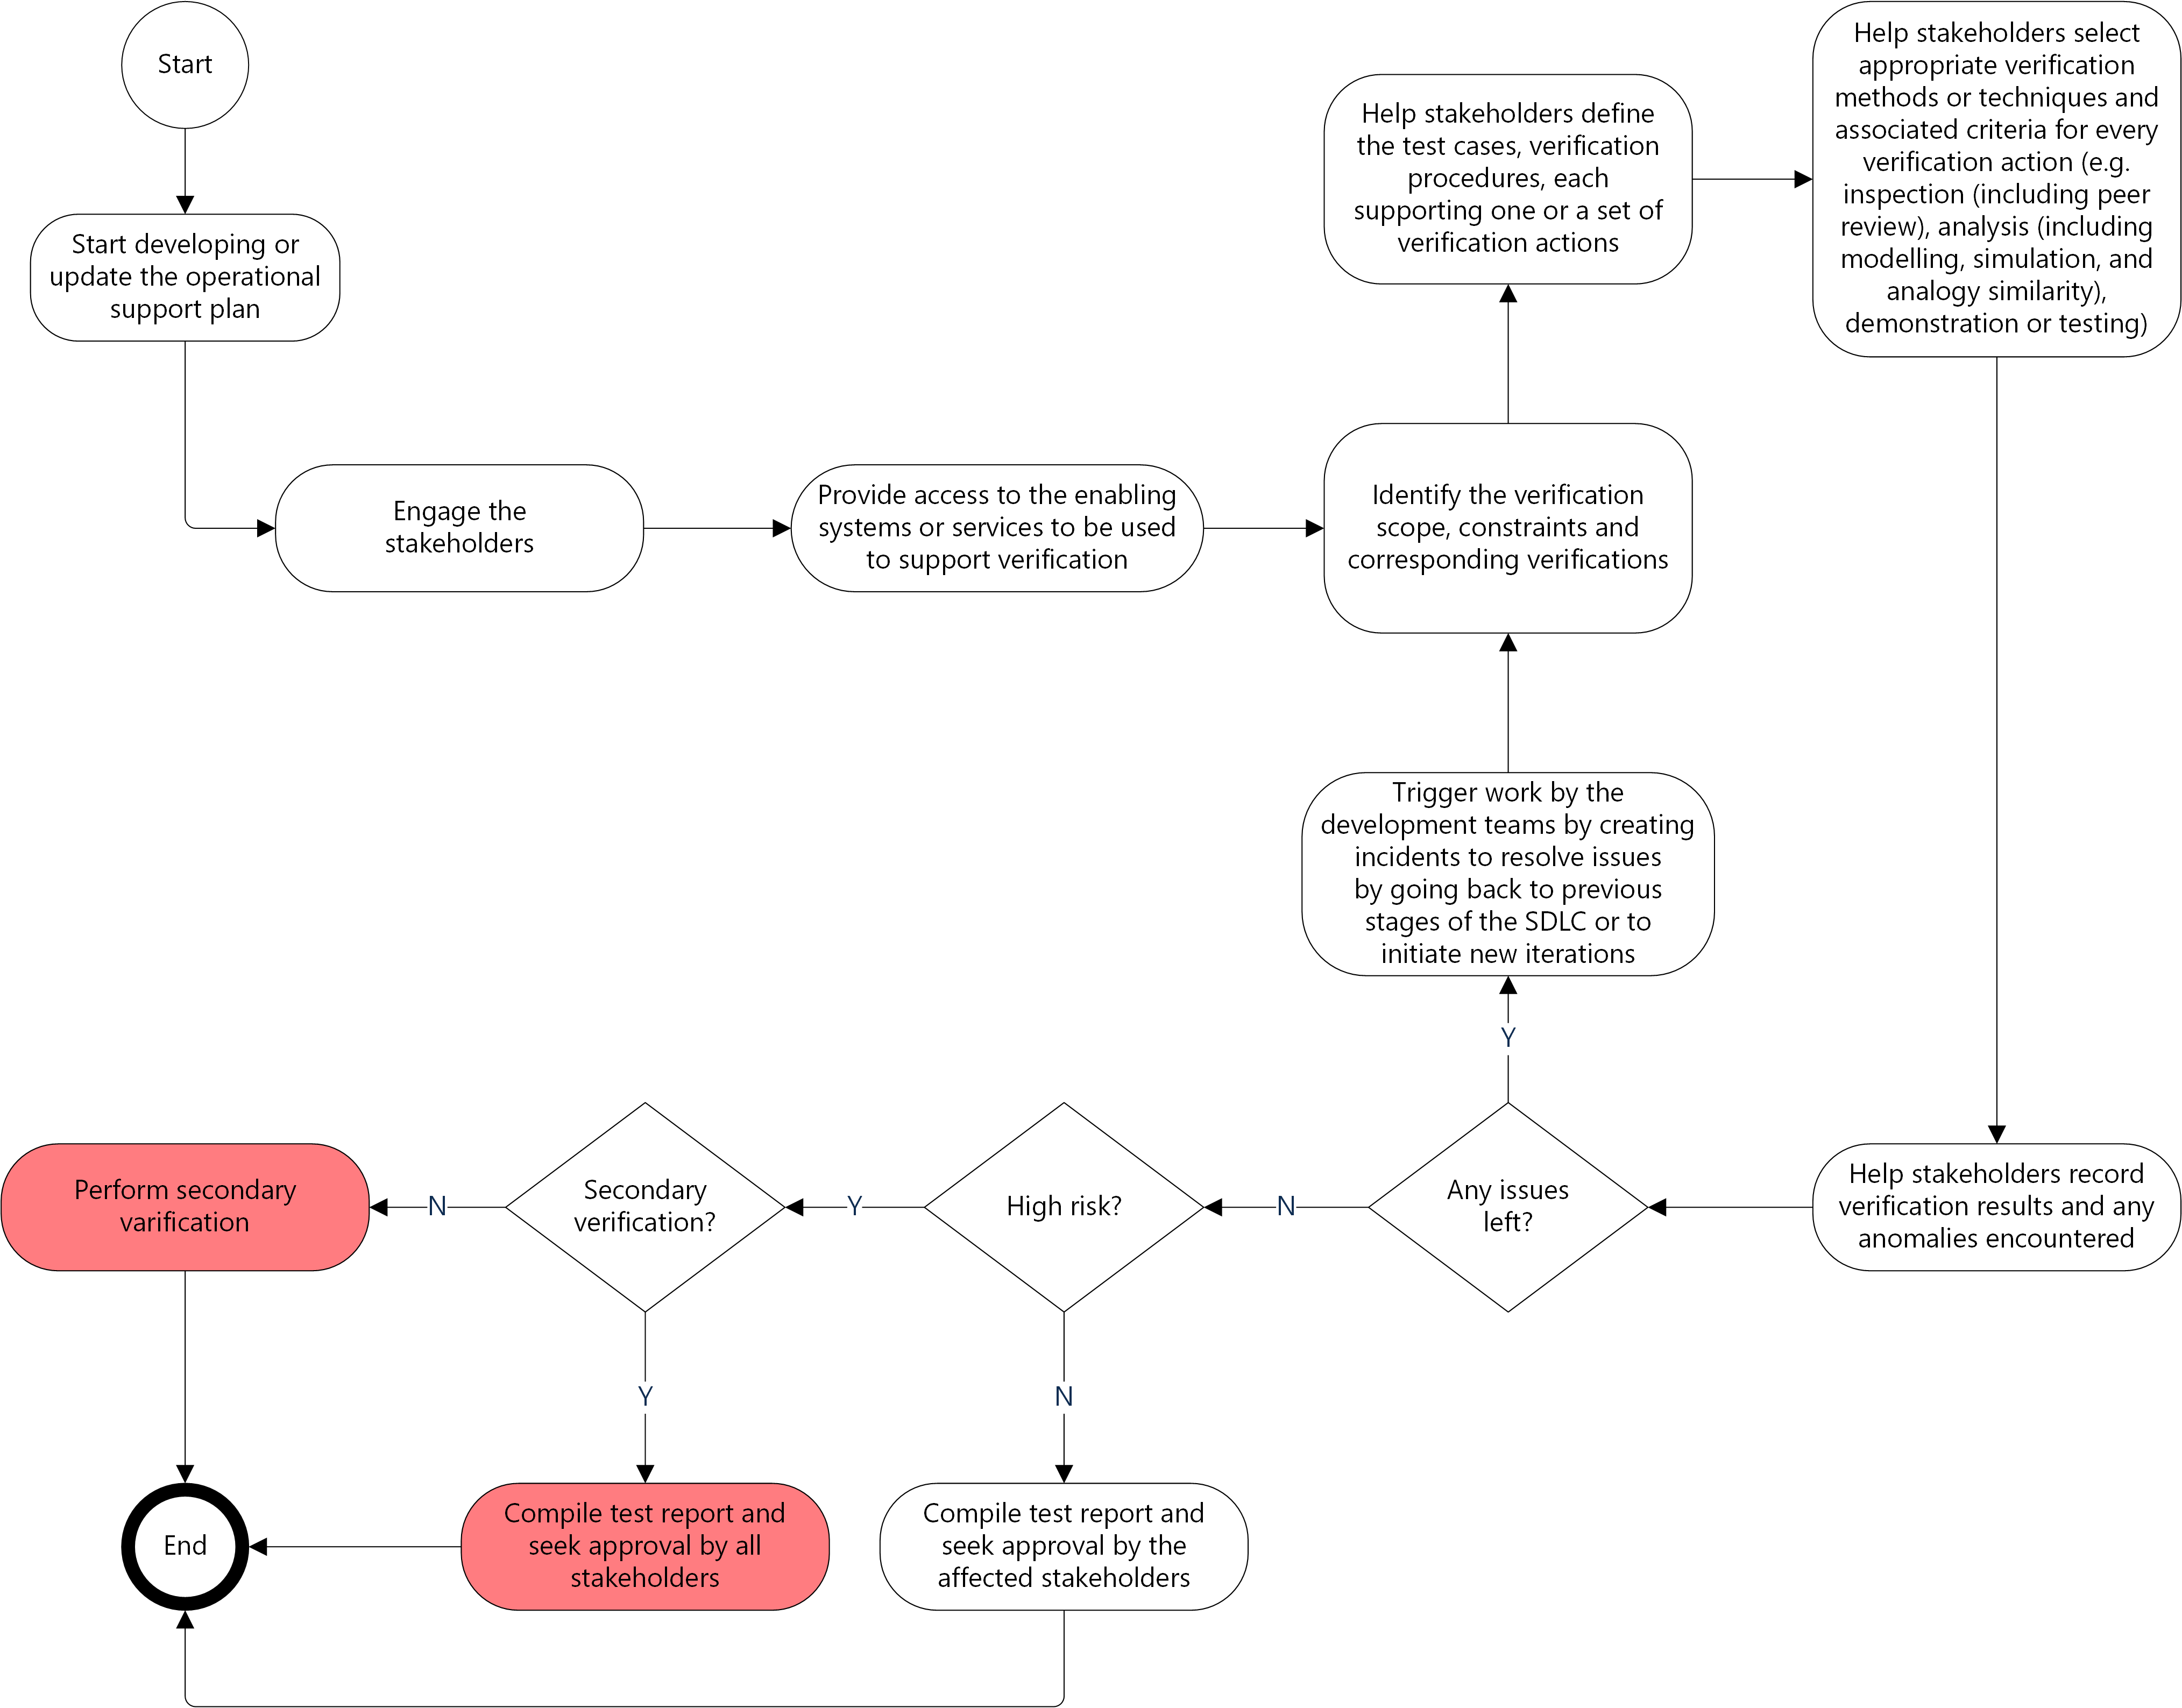 Start
Start developing or
update the operational
support plan
Engage the
stakeholders
Provide access to the enabling
systems or services to be used
to support verification
Identify the verification
scope, constraints and
corresponding verifications
Help stakeholders define
the test cases, verification
procedures, each
supporting one or a set of
verification actions
Help stakeholders select
appropriate verification
methods or techniques and
associated criteria for every
verification action (e.g.
inspection (including peer
review), analysis (including
modelling, simulation, and
analogy similarity),
demonstration or testing)
Help stakeholders record
verification results and any
anomalies encountered
Any issues
left?
Y
Trigger work by the
development teams by creating
incidents to resolve issues
by going back to previous
stages of the SDLC or to
initiate new iterations
N
High risk?
Y
N
Compile test report and
seek approval by the
affected stakeholders
Secondary
verification?
N
Y
Compile test report and
seek approval by all
stakeholders
Perform secondary
varification
End